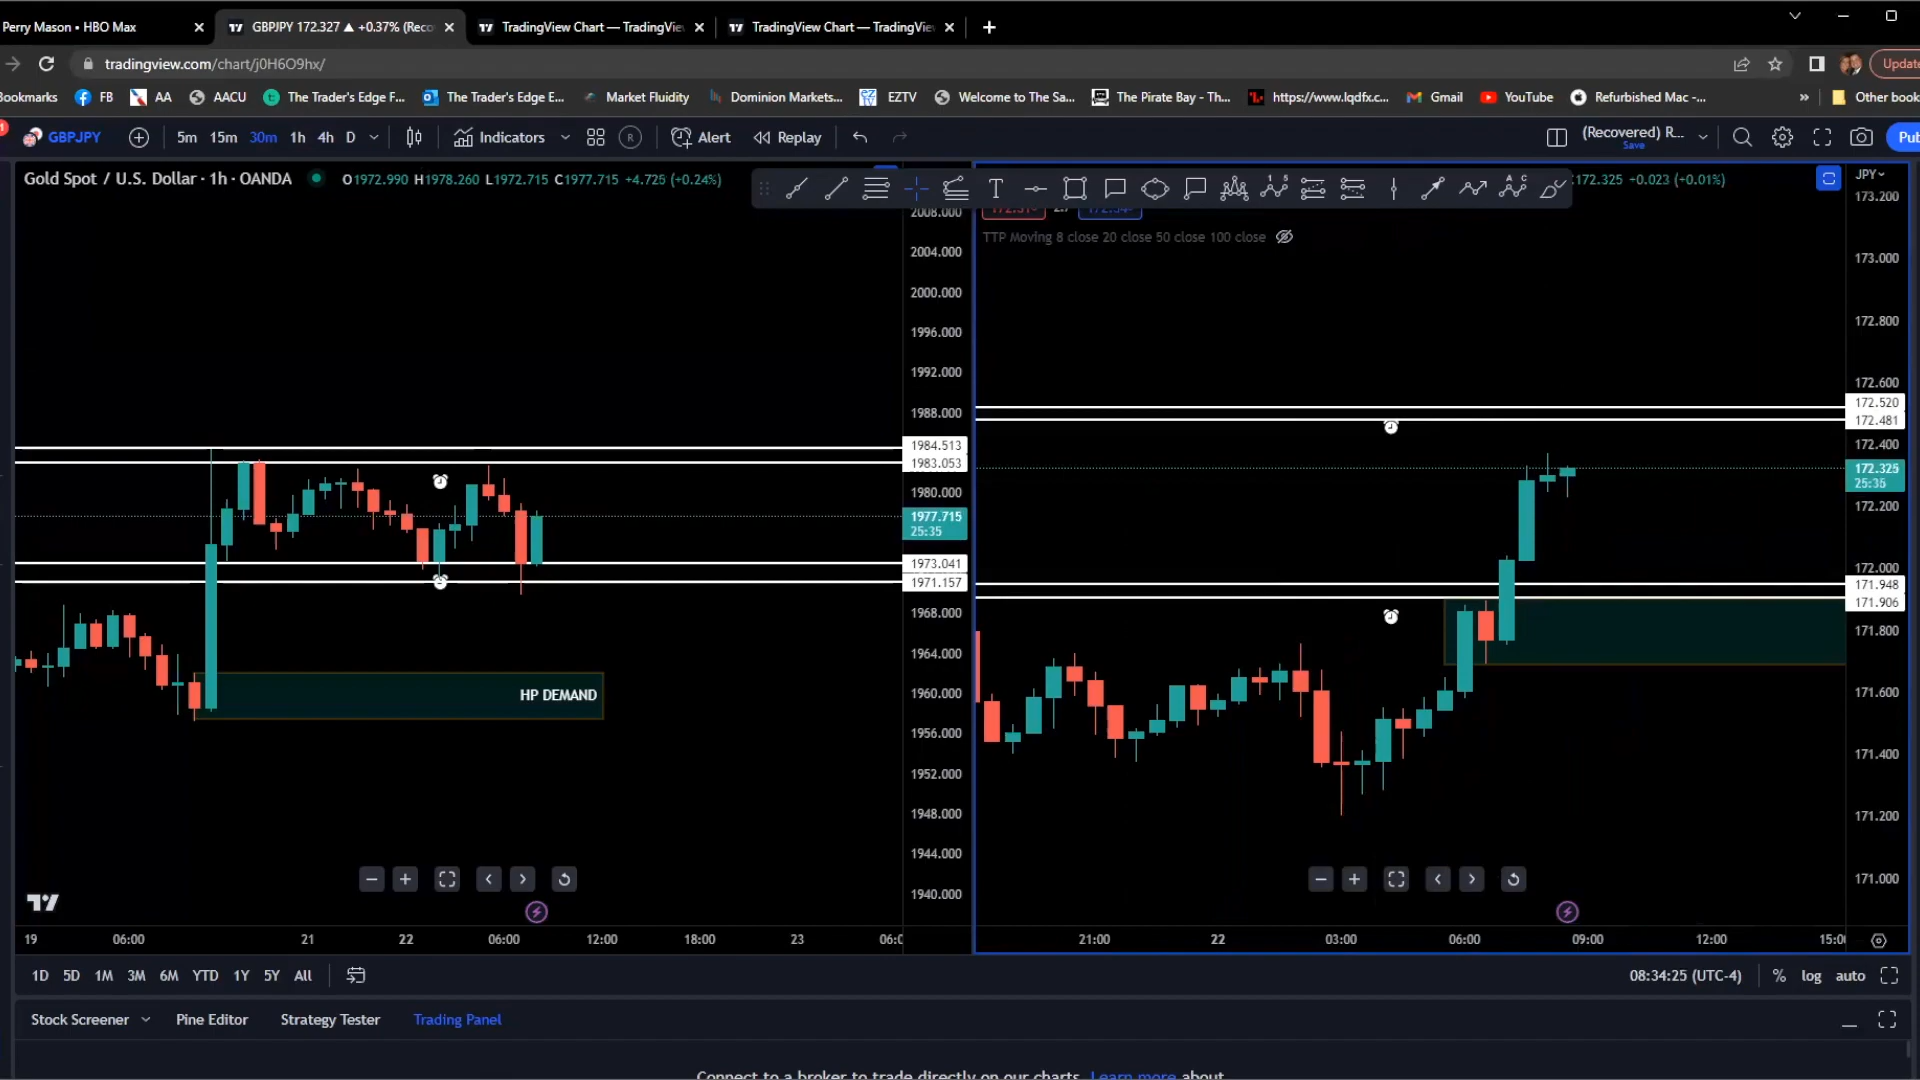 Perry Mason • HBO Max
GBPJPY 172.327 ▲ +0.37% (Reco
TradingView Chart — TradingVie
TradingView Chart — TradingVie
tradingview.com/chart/j0H6O9hx/
Update
Bookmarks
FB
AA
AACU
The Trader's Edge F...
The Trader's Edge E...
Market Fluidity
Dominion Markets...
EZTV
Welcome to The Sa...
The Pirate Bay - Th...
https://www.lqdfx.c...
Gmail
YouTube
Refurbished Mac -...
»
Other book
GBPJPY
5m 15m 30m 1h 4h D
Indicators
R
Alert
Replay
(Recovered) R...
Save
Pub
Gold Spot / U.S. Dollar · 1h · OANDA
O1972.990 H1978.260 L1972.715 C1977.715 +4.725 (+0.24%)
172.325 +0.023 (+0.01%)
JPY
TTP Moving 8 close 20 close 50 close 100 close
2008.000
2004.000
2000.000
1996.000
1992.000
1988.000
1984.513
1983.053
1980.000
1977.715
25:35
1973.041
1971.157
1968.000
1964.000
1960.000
1956.000
1952.000
1948.000
1944.000
1940.000
HP DEMAND
173.200
173.000
172.800
172.600
172.520
172.481
172.400
172.325
25:35
172.200
172.000
171.948
171.906
171.800
171.600
171.400
171.200
171.000
19 06:00 21 22 06:00 12:00 18:00 23 06:0
21:00 22 03:00 06:00 09:00 12:00 15:0
1D 5D 1M 3M 6M YTD 1Y 5Y All
08:34:25 (UTC-4) % log auto
Stock Screener Pine Editor Strategy Tester Trading Panel
Connect to a broker to trade directly on our charts. Learn more about